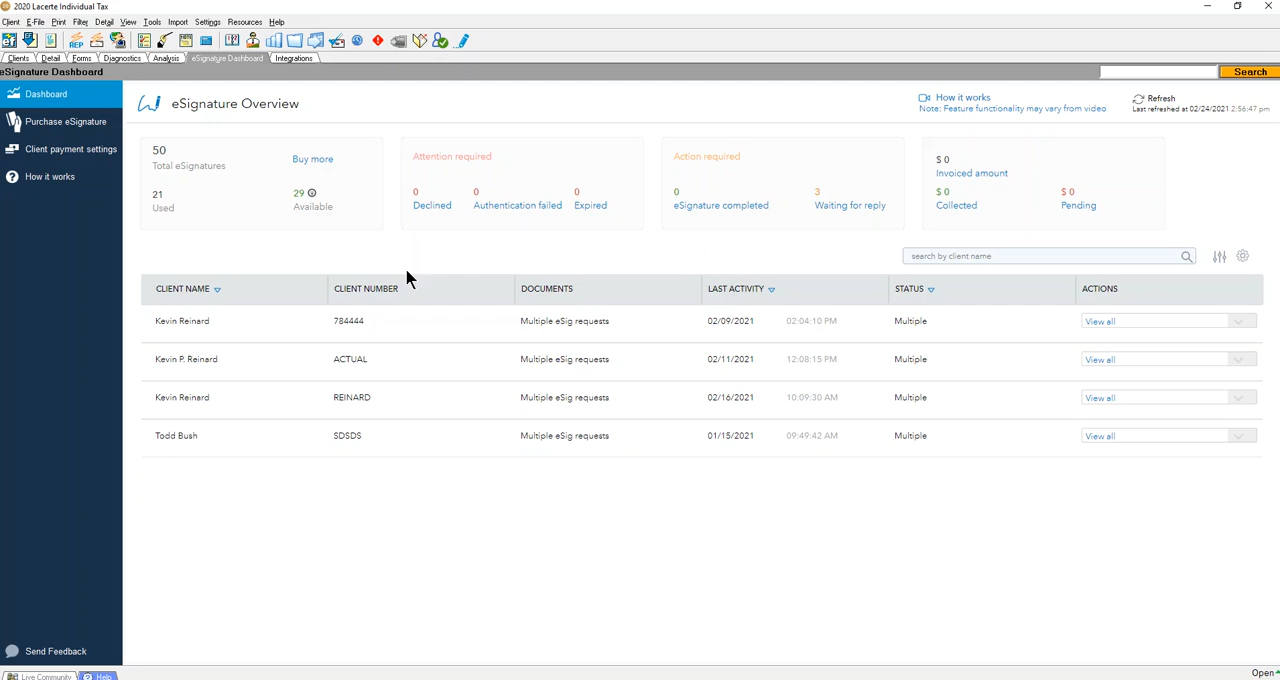 2020 Lacerte Individual Tax
Client E-File Print Filter Detail View Tools Import Settings Resources Help
Clients Detail Forms Diagnostics Analysis eSignature Dashboard Integrations
eSignature Dashboard
Search
Dashboard
Purchase eSignature
Client payment settings
How it works
eSignature Overview
How it works
Note: Feature functionality may vary from video
Refresh
Last refreshed at 02/24/2021 2:56:47 pm
50
Total eSignatures
Buy more
21
Used
29
Available
Attention required
0
Declined
0
Authentication failed
0
Expired
Action required
0
eSignature completed
3
Waiting for reply
$ 0
Invoiced amount
$ 0
Collected
$ 0
Pending
search by client name
CLIENT NAME CLIENT NUMBER DOCUMENTS LAST ACTIVITY STATUS ACTIONS
Kevin Reinard 784444 Multiple eSig requests 02/09/2021 02:04:10 PM Multiple View all
Kevin P. Reinard ACTUAL Multiple eSig requests 02/11/2021 12:08:15 PM Multiple View all
Kevin Reinard REINARD Multiple eSig requests 02/16/2021 10:09:30 AM Multiple View all
Todd Bush SDSDS Multiple eSig requests 01/15/2021 09:49:42 AM Multiple View all
Send Feedback
Live Community Help
Open